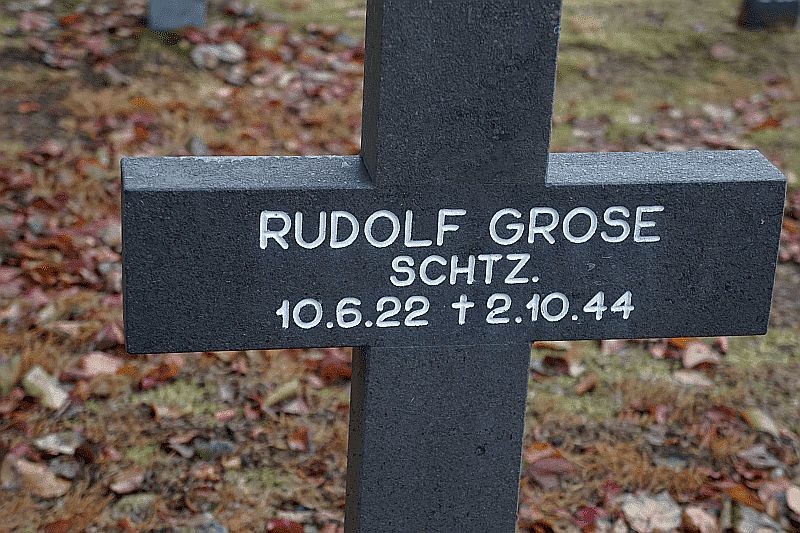 RUDOLF GROSE
SCHTZ.
10.6.22 † 2.10.44